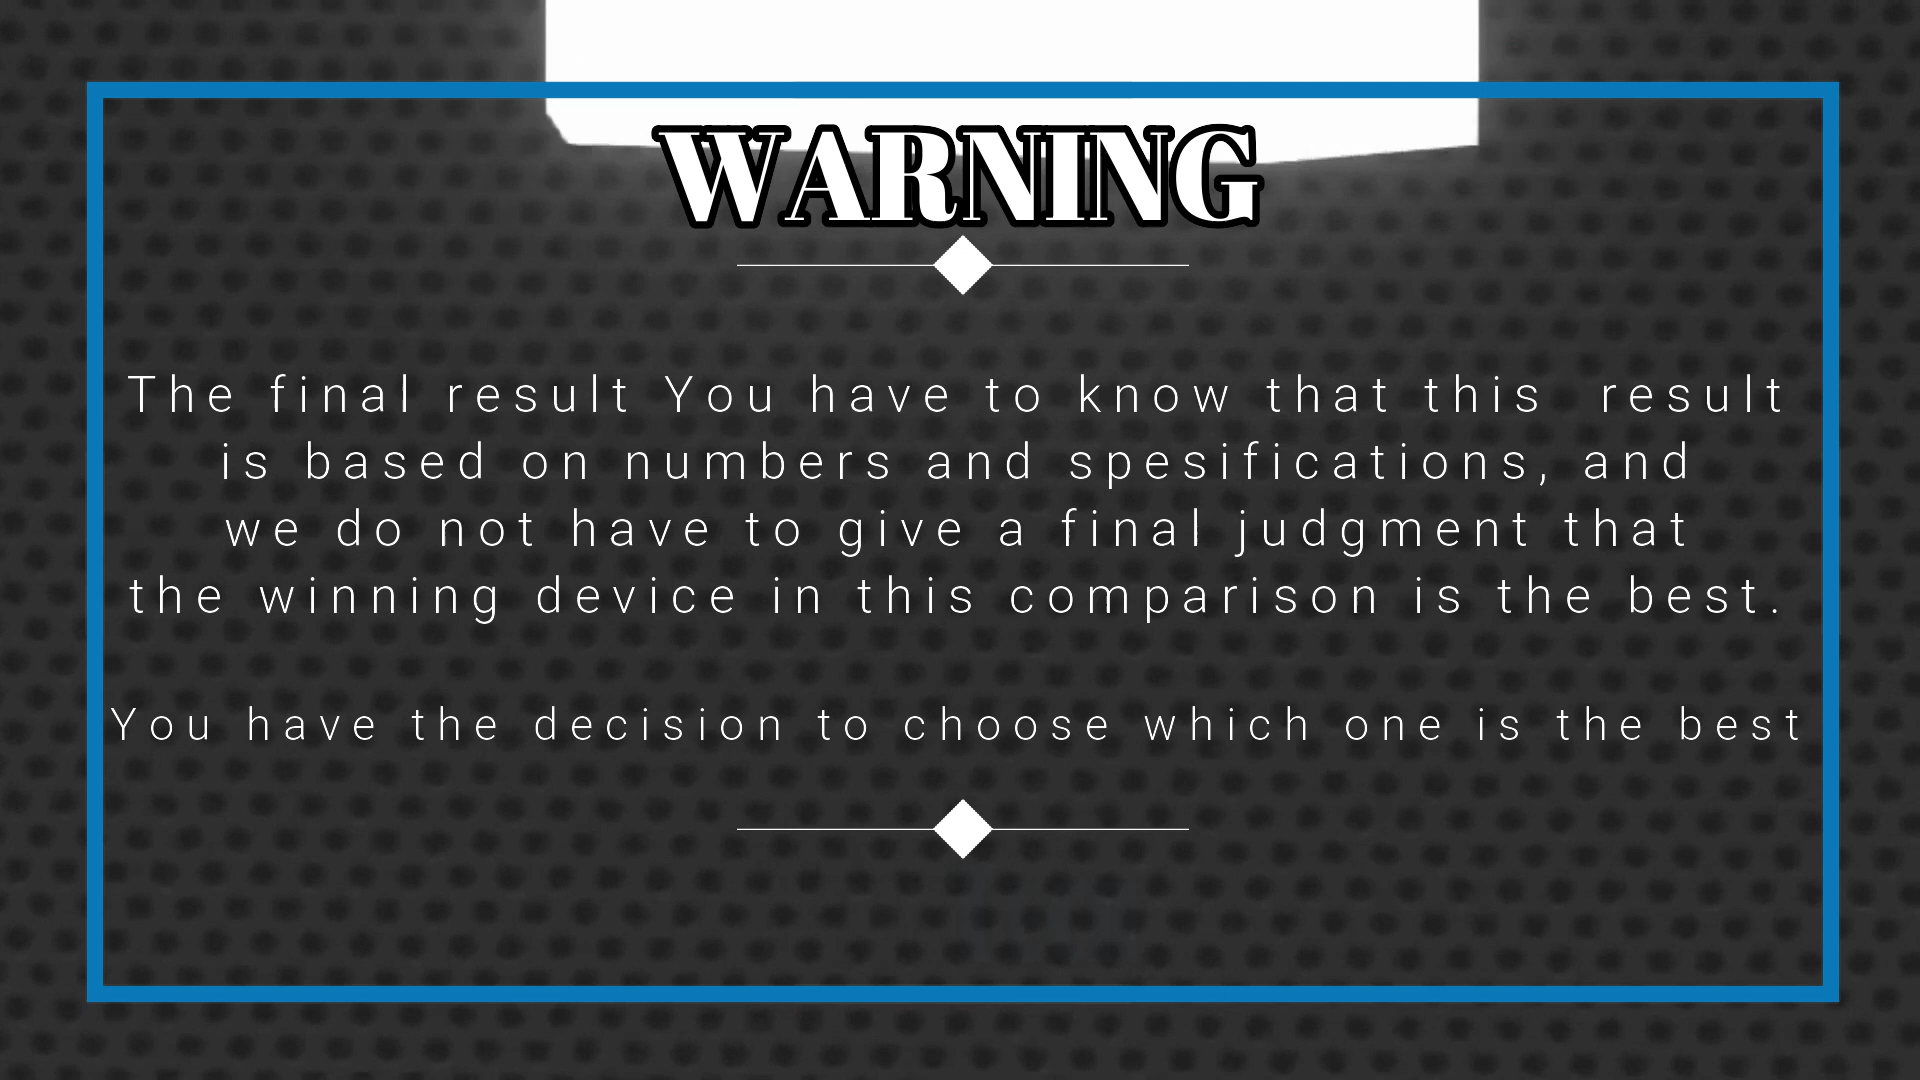 WARNING
The final result You have to know that this result
is based on numbers and spesifications, and
we do not have to give a final judgment that
the winning device in this comparison is the best.
You have the decision to choose which one is the best